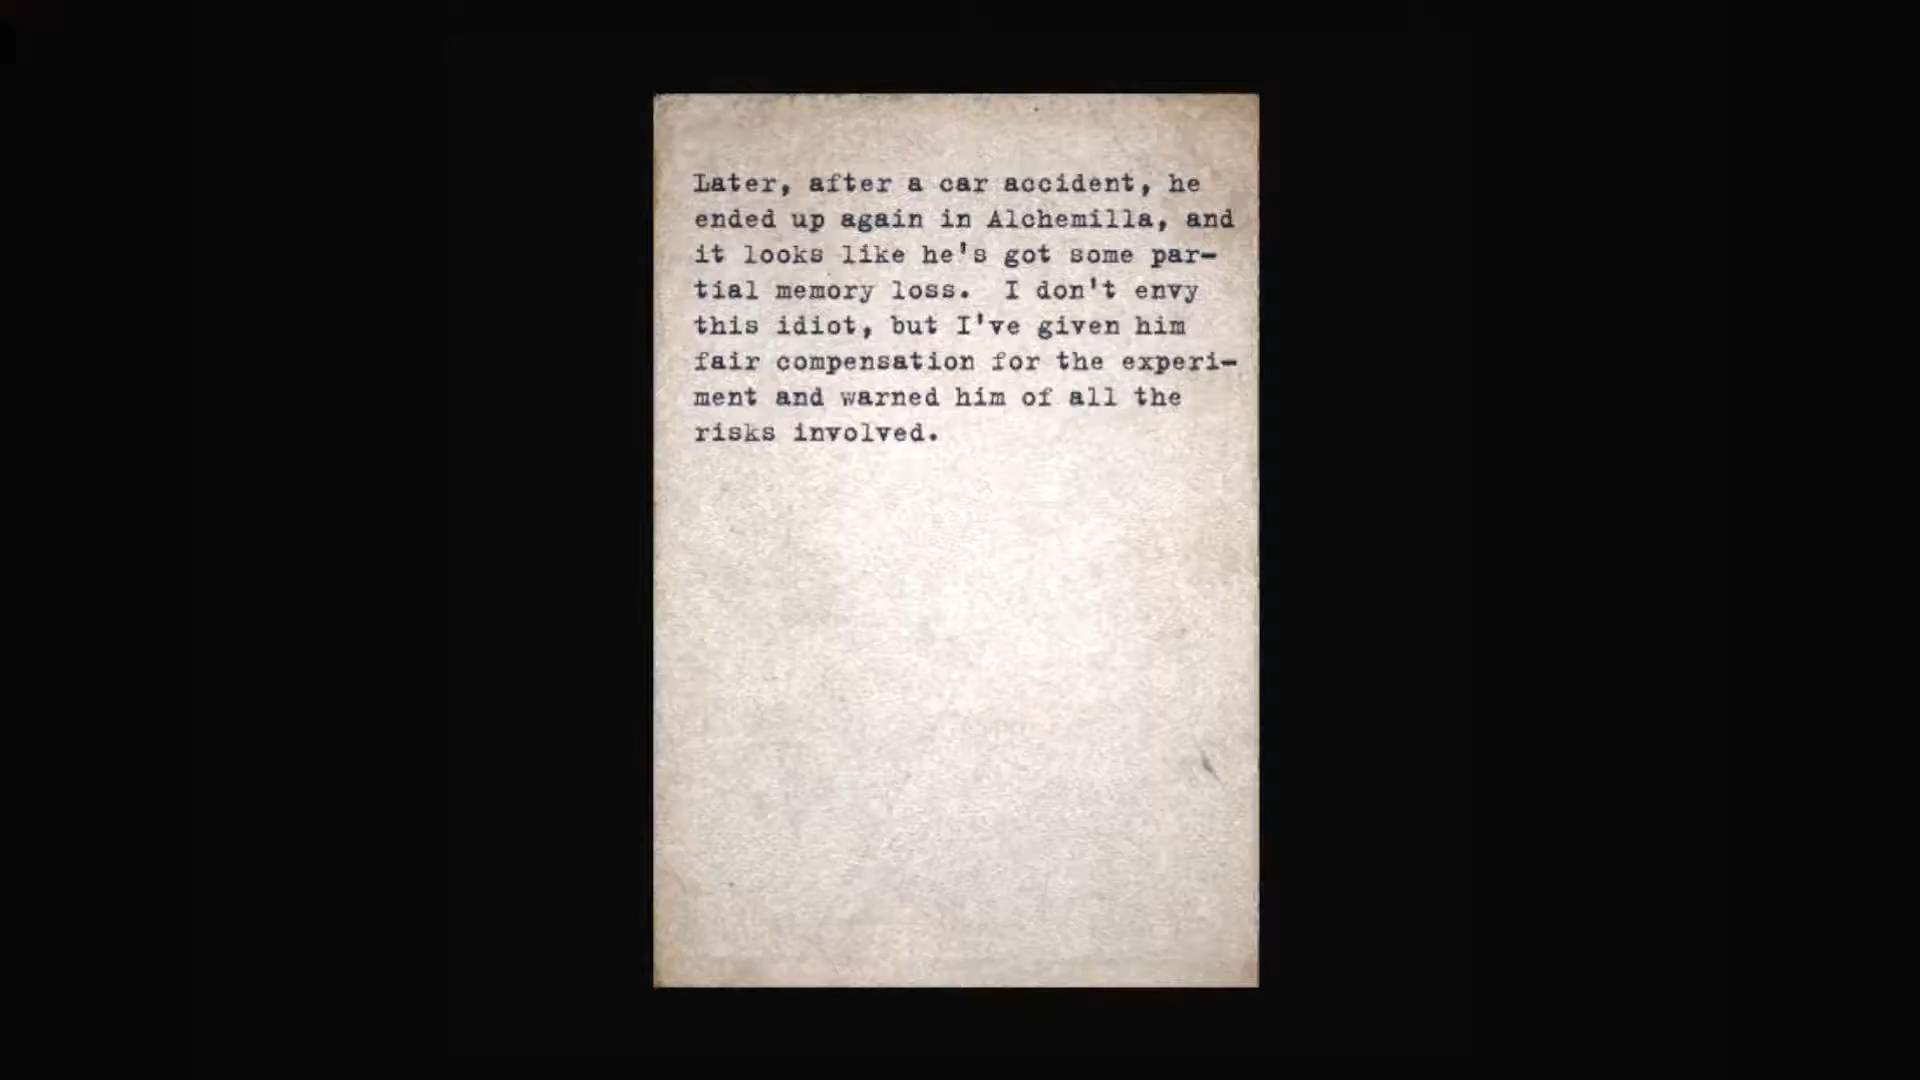 Later, after a car accident, he
ended up again in Alchemilla, and
it looks like he's got some par-
tial memory loss.  I don't envy
this idiot, but I've given him
fair compensation for the experi-
ment and warned him of all the
risks involved.